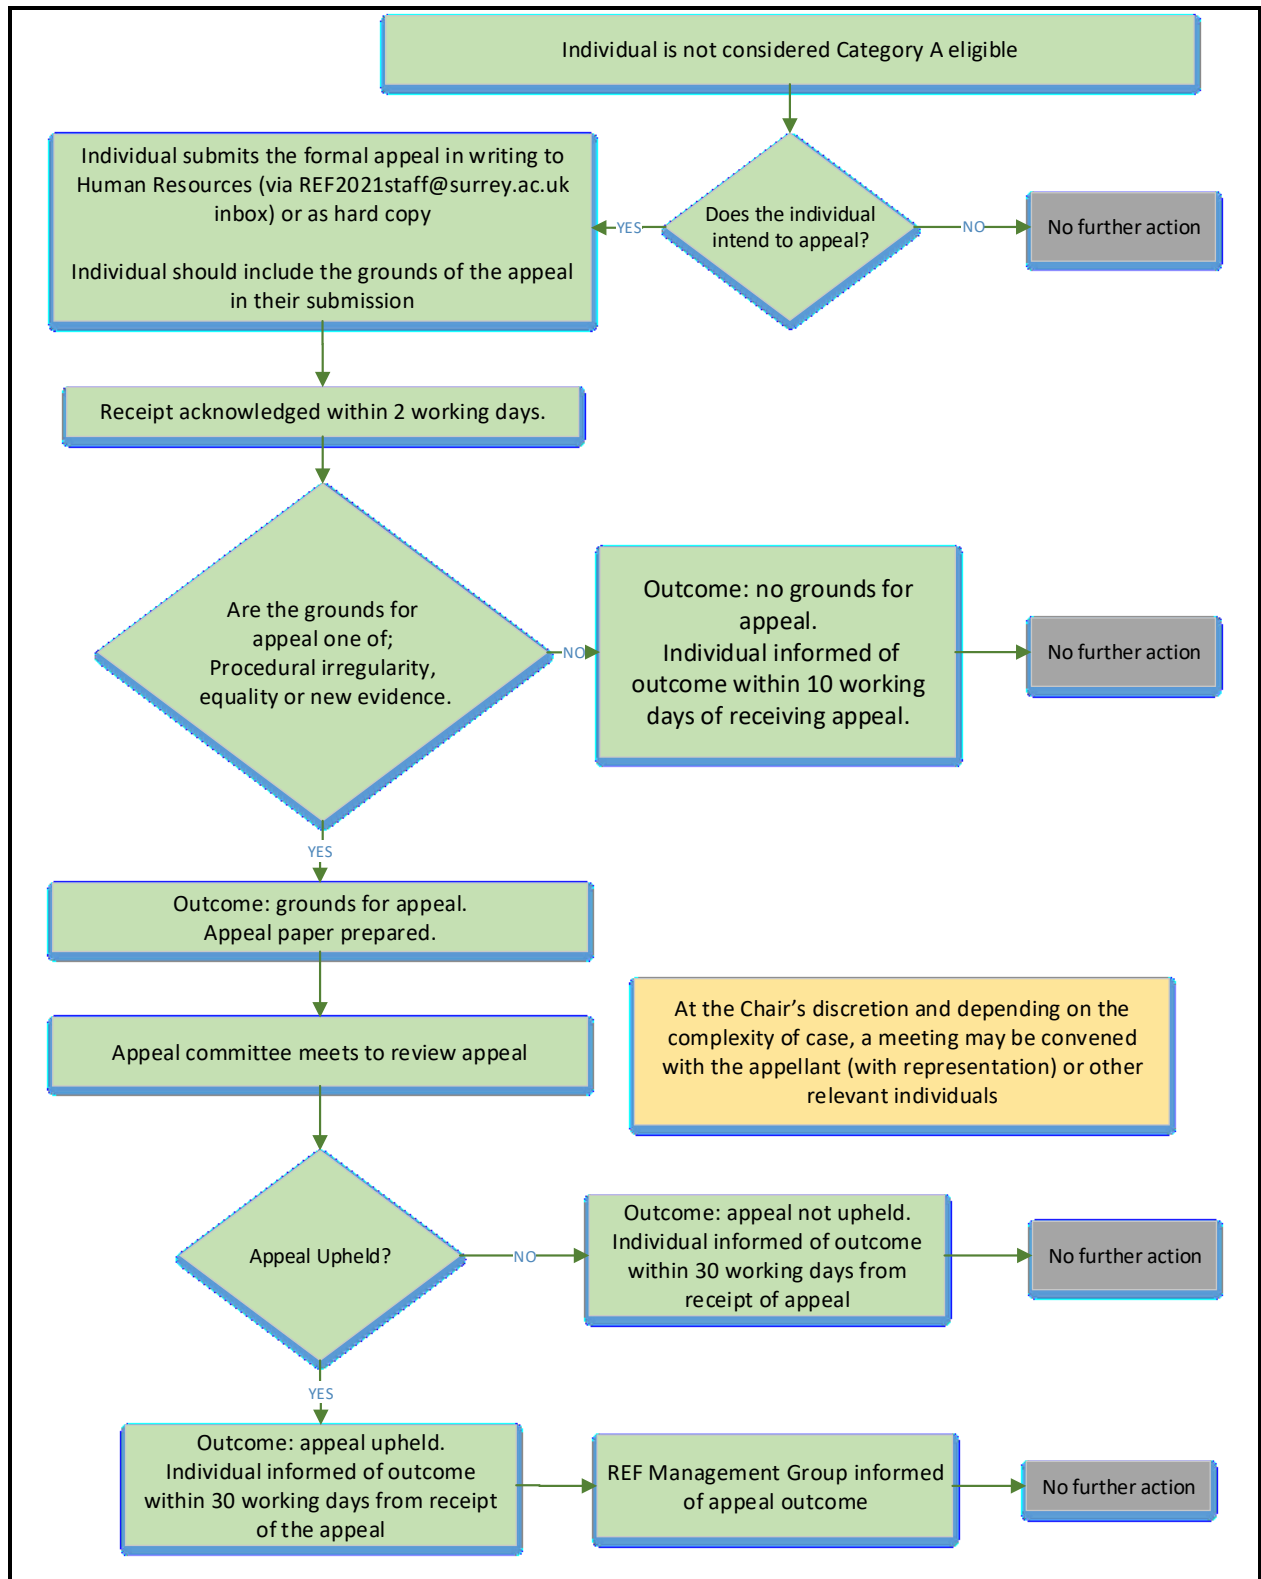 Individual is not considered Category A eligible
Individual submits the formal appeal in writing to
Human Resources (via REF2021staff@surrey.ac.uk
inbox) or as hard copy
Individual should include the grounds of the appeal
in their submission
YES
Does the individual
intend to appeal?
NO
No further action
Receipt acknowledged within 2 working days.
Are the grounds for
appeal one of;
Procedural irregularity,
equality or new evidence.
NO
Outcome: no grounds for
appeal.
Individual informed of
outcome within 10 working
days of receiving appeal.
No further action
YES
Outcome: grounds for appeal.
Appeal paper prepared.
Appeal committee meets to review appeal
At the Chair’s discretion and depending on the
complexity of case, a meeting may be convened
with the appellant (with representation) or other
relevant individuals
Appeal Upheld?
NO
Outcome: appeal not upheld.
Individual informed of outcome
within 30 working days from
receipt of appeal
No further action
YES
Outcome: appeal upheld.
Individual informed of outcome
within 30 working days from receipt
of the appeal
REF Management Group informed
of appeal outcome
No further action